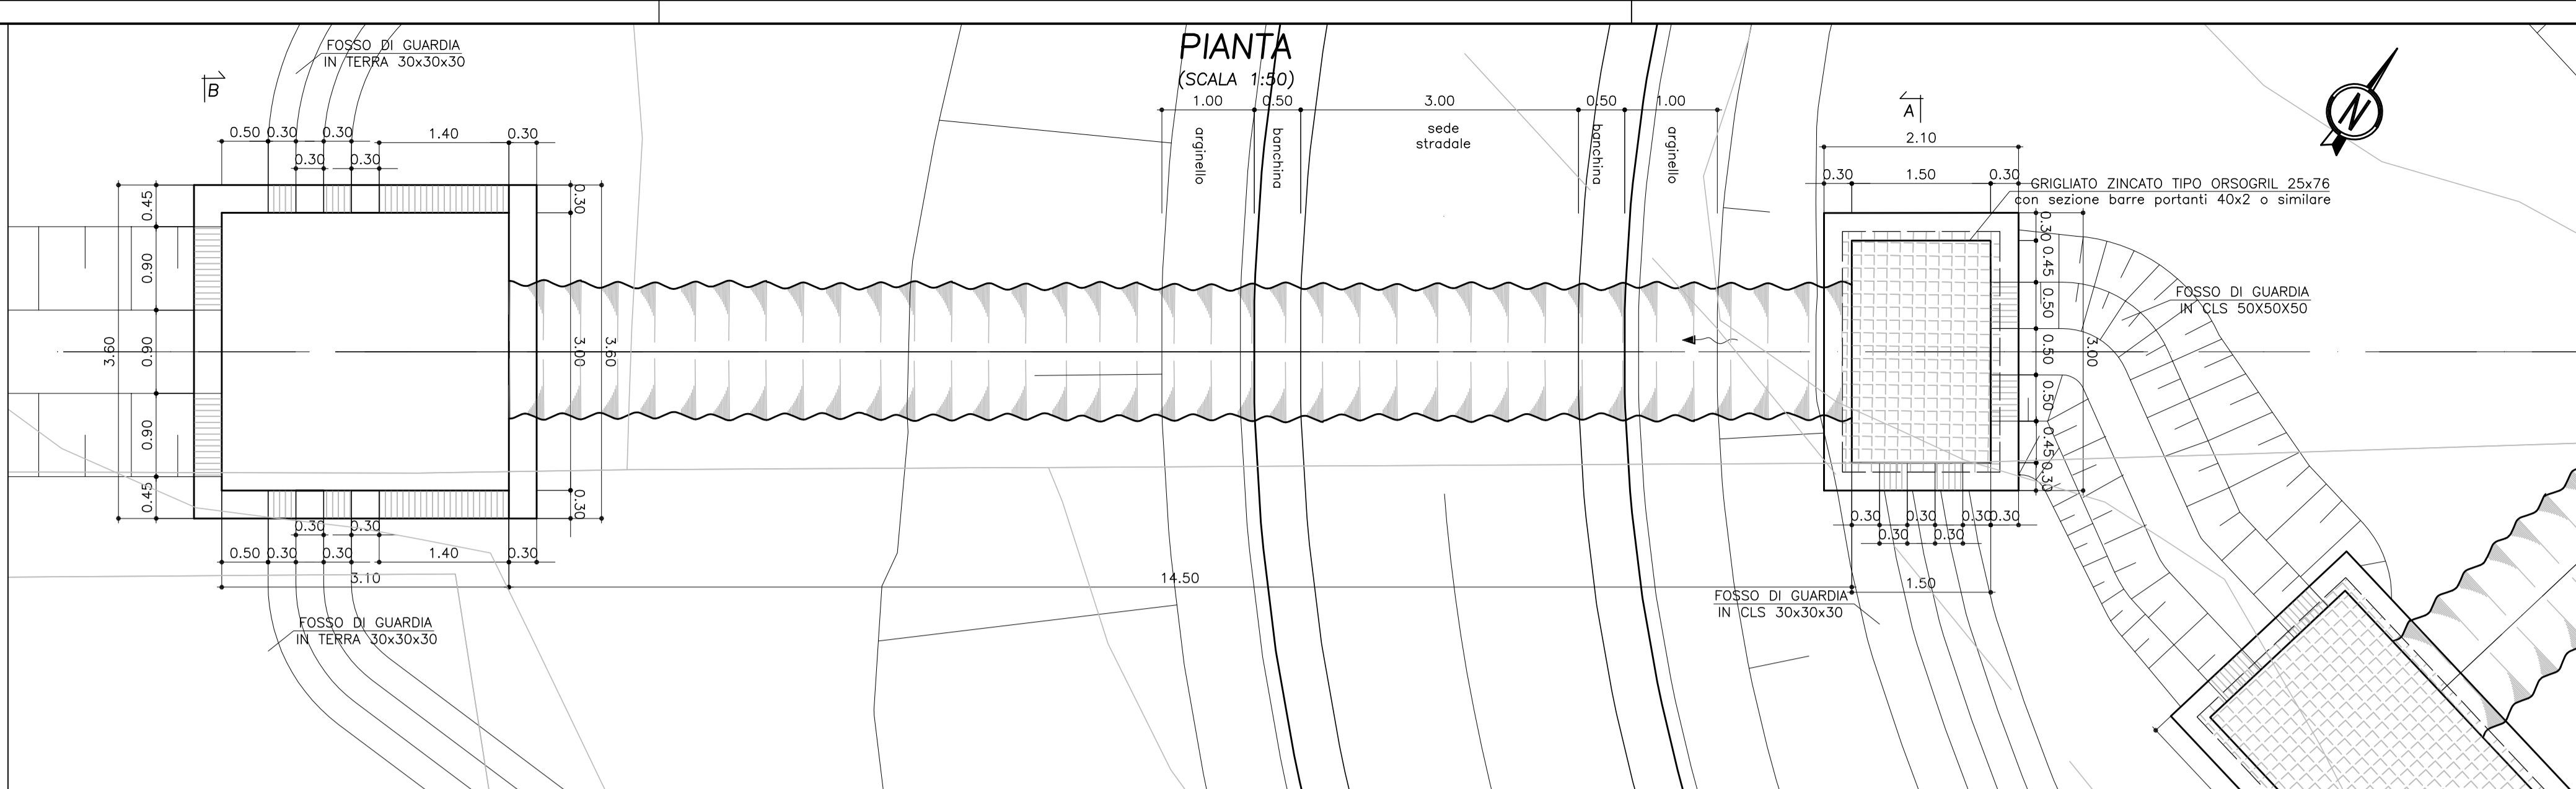 PIANTA
(SCALA 1:50)
FOSSO DI GUARDIA
IN TERRA 30x30x30
B
A
N
1.00
0.50
3.00
0.50
1.00
arginello
banchina
sede
stradale
banchina
arginello
0.50
0.30
0.30
1.40
0.30
0.30
0.30
2.10
0.30
1.50
0.30
GRIGLIATO ZINCATO TIPO ORSOGRIL 25x76
con sezione barre portanti 40x2 o similare
0.45
0.90
0.90
0.90
0.45
3.60
0.30
3.00
0.30
3.60
0.30
0.45
0.50
0.50
0.50
0.45
0.30
3.00
FOSSO DI GUARDIA
IN CLS 50X50X50
0.30
0.30
0.50
0.30
0.30
1.40
0.30
3.10
14.50
0.30
0.30
0.30
0.30
0.30
0.30
1.50
FOSSO DI GUARDIA
IN CLS 30x30x30
FOSSO DI GUARDIA
IN TERRA 30x30x30